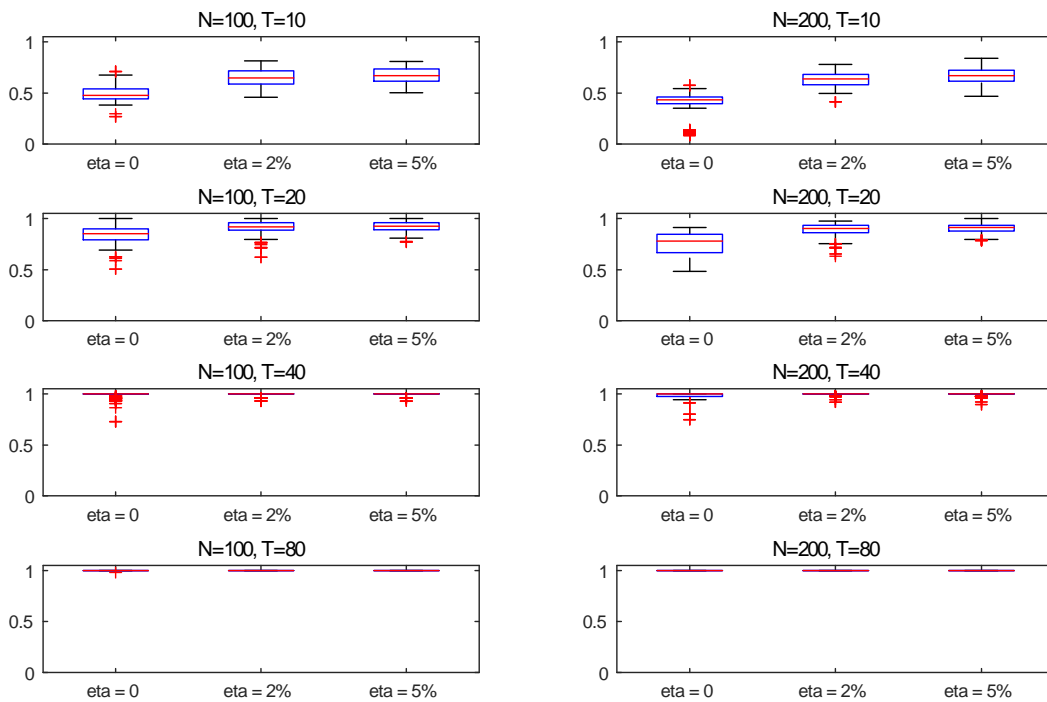 N=100, T=10
1
0.5
0
eta = 0 eta = 2% eta = 5%
N=200, T=10
1
0.5
0
eta = 0 eta = 2% eta = 5%
N=100, T=20
1
0.5
0
eta = 0 eta = 2% eta = 5%
N=200, T=20
1
0.5
0
eta = 0 eta = 2% eta = 5%
N=100, T=40
1
0.5
0
eta = 0 eta = 2% eta = 5%
N=200, T=40
1
0.5
0
eta = 0 eta = 2% eta = 5%
N=100, T=80
1
0.5
0
eta = 0 eta = 2% eta = 5%
N=200, T=80
1
0.5
0
eta = 0 eta = 2% eta = 5%